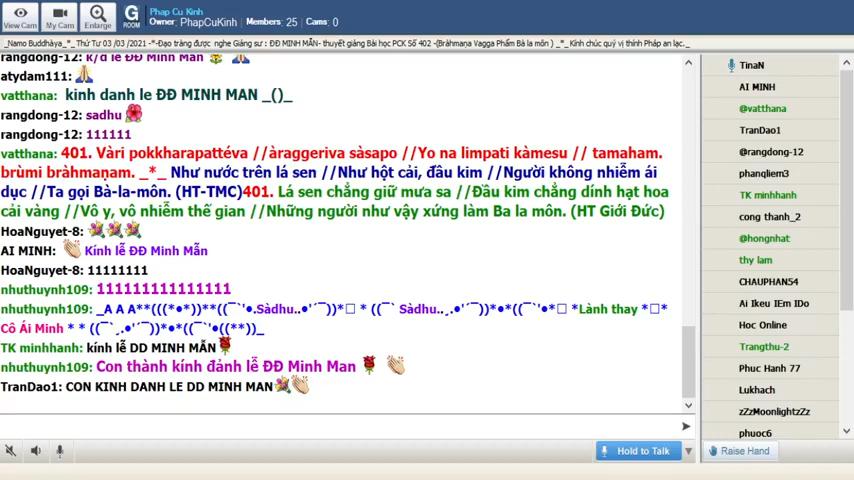 View Cam
My Cam
Enlarge
G
ROOM
Phap Cu Kinh
Owner: PhapCuKinh Members: 25 Cams: 0
_Namo Buddhàya_*_ Thứ Tư 03 /03 /2021 -*-Đạo tràng được nghe Giảng sư : ĐĐ MINH MẪN- thuyết giảng Bài học PCK Số 402 -(Bràhmana Vagga Phẩm Bà la môn ) _*_ Kính chúc quý vị thính Pháp an lạc._
rangdong-12: k/d le ĐĐ Minh Man
atydam111:
vatthana: kinh danh le ĐĐ MINH MAN _()_
rangdong-12: sadhu
rangdong-12: 111111
vatthana: 401. Vàri pokkharapattéva //àraggeriva sàsapo //Yo na limpati kàmesu // tamaham.
brùmi bràhmaṇam. _*_ Như nước trên lá sen //Như hột cải, đầu kim //Người không nhiễm ái
dục //Ta gọi Bà-la-môn. (HT-TMC)401. Lá sen chẳng giữ mưa sa //Đầu kim chẳng dính hạt hoa
cải vàng //Vô y, vô nhiễm thế gian //Những người như vậy xứng làm Ba la môn. (HT Giới Đức)
HoaNguyet-8:
AI MINH: Kính lễ ĐĐ Minh Mẫn
HoaNguyet-8: 11111111
nhuthuynh109: 1111111111111111
nhuthuynh109: _A A A**(((*•*))**((¯`'•.Sàdhu..•'´¯))*□ * ((¯` Sàdhu..¸.•'´¯))*•*((¯`'•*□ *Lành thay *□*
Cô Ái Minh * * ((¯`¸.•'´¯))*•*((¯`'•((**))_
TK minhhanh: kính lễ DD MINH MẪN
nhuthuynh109: Con thành kính đảnh lễ ĐĐ Minh Man
TranDao1: CON KINH DANH LE DD MINH MAN
Hold to Talk
Raise Hand
TinaN
AI MINH
@vatthana
TranDao1
@rangdong-12
phanqliem3
TK minhhanh
cong thanh_2
@hongnhat
thy lam
CHAUPHAN54
Ai Ikeu IEm IDo
Hoc Online
Trangthu-2
Phuc Hanh 77
Lukhach
zZzMoonlightzZz
phuoc6